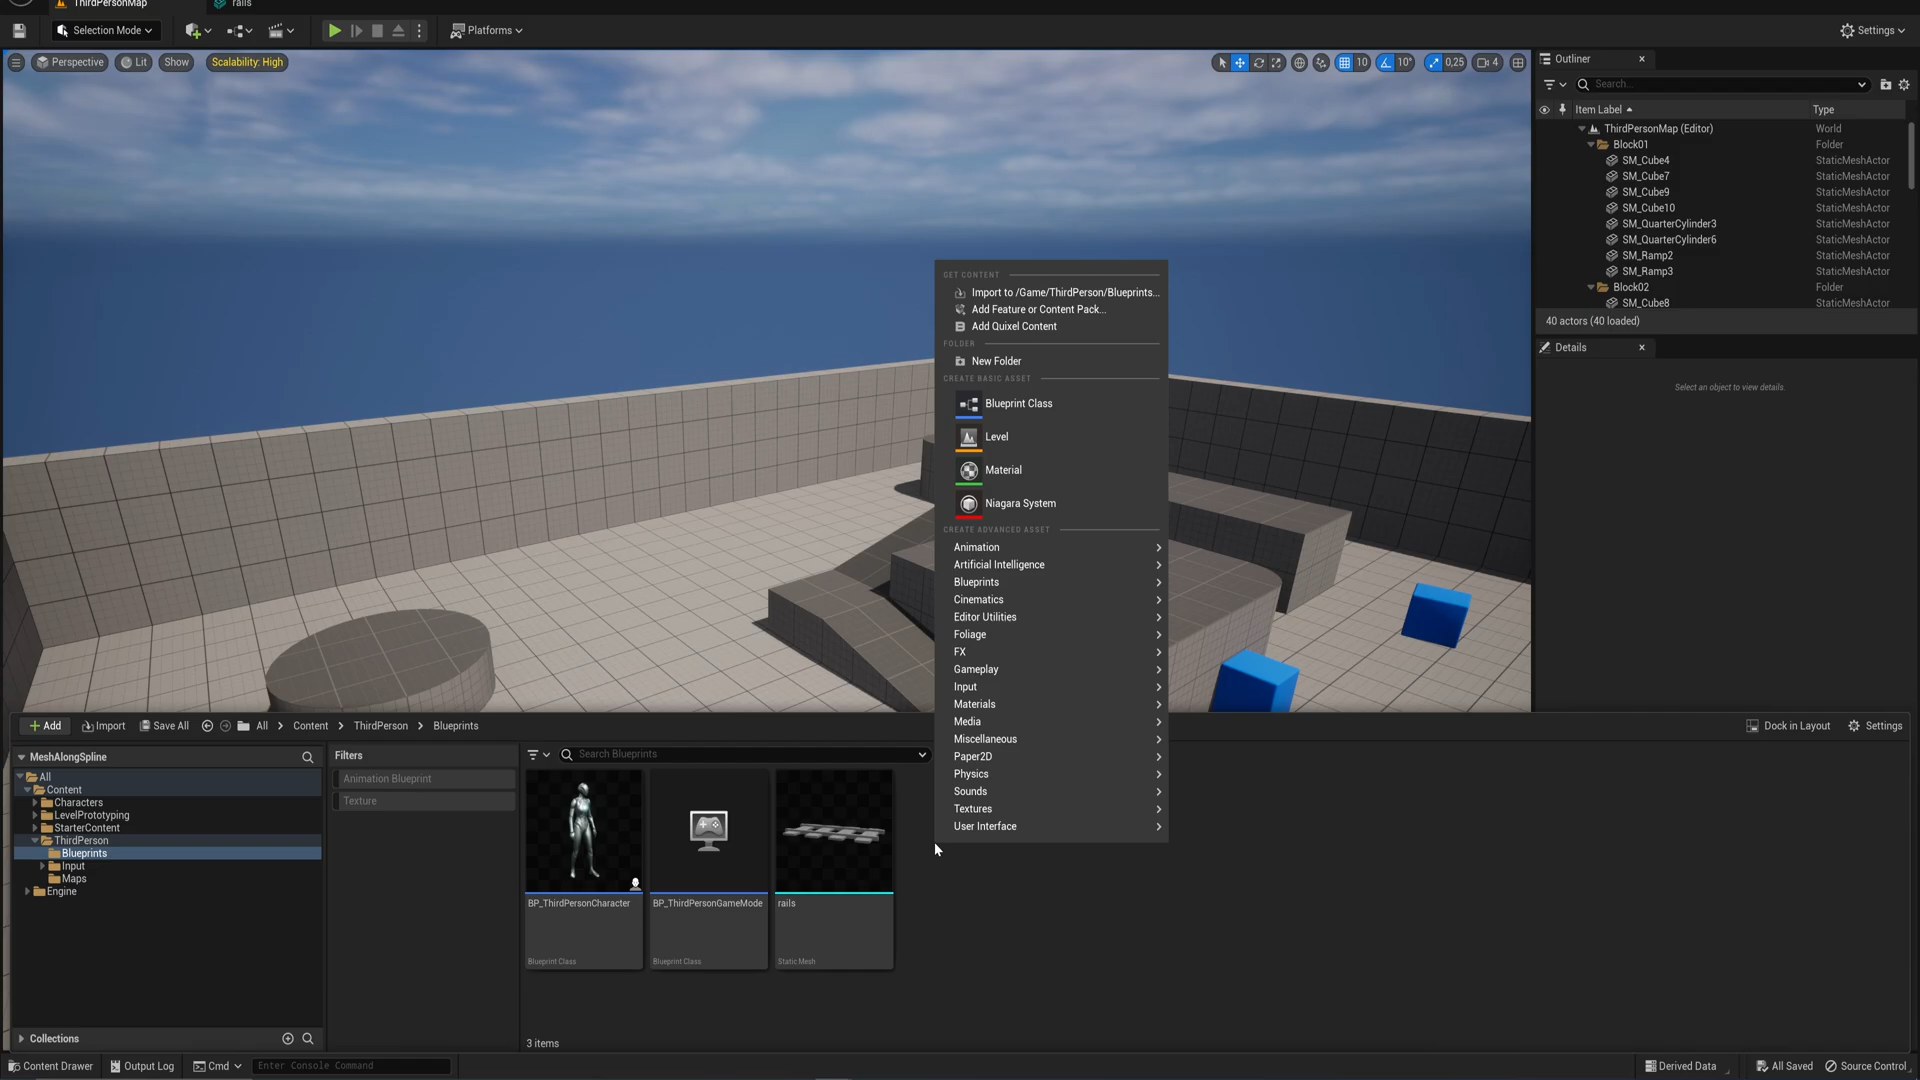 ThirdPersonMap
rails
Selection Mode
Platforms
Settings
Perspective
Lit
Show
Scalability: High
10
10°
0,25
4
Outliner
Search...
Item Label
Type
ThirdPersonMap (Editor)
World
Block01
Folder
SM_Cube4
StaticMeshActor
SM_Cube7
StaticMeshActor
SM_Cube9
StaticMeshActor
SM_Cube10
StaticMeshActor
SM_QuarterCylinder3
StaticMeshActor
SM_QuarterCylinder6
StaticMeshActor
SM_Ramp2
StaticMeshActor
SM_Ramp3
StaticMeshActor
Block02
Folder
SM_Cube8
StaticMeshActor
40 actors (40 loaded)
Details
Select an object to view details.
GET CONTENT
Import to /Game/ThirdPerson/Blueprints...
Add Feature or Content Pack...
Add Quixel Content
FOLDER
New Folder
CREATE BASIC ASSET
Blueprint Class
Level
Material
Niagara System
CREATE ADVANCED ASSET
Animation
Artificial Intelligence
Blueprints
Cinematics
Editor Utilities
Foliage
FX
Gameplay
Input
Materials
Media
Miscellaneous
Paper2D
Physics
Sounds
Textures
User Interface
Add
Import
Save All
All
Content
ThirdPerson
Blueprints
Dock in Layout
Settings
MeshAlongSpline
All
Content
Characters
LevelPrototyping
StarterContent
ThirdPerson
Blueprints
Input
Maps
Engine
Collections
Filters
Animation Blueprint
Texture
Search Blueprints
BP_ThirdPersonCharacter
Blueprint Class
BP_ThirdPersonGameMode
Blueprint Class
rails
Static Mesh
3 items
Content Drawer
Output Log
Cmd
Enter Console Command
Derived Data
All Saved
Source Control